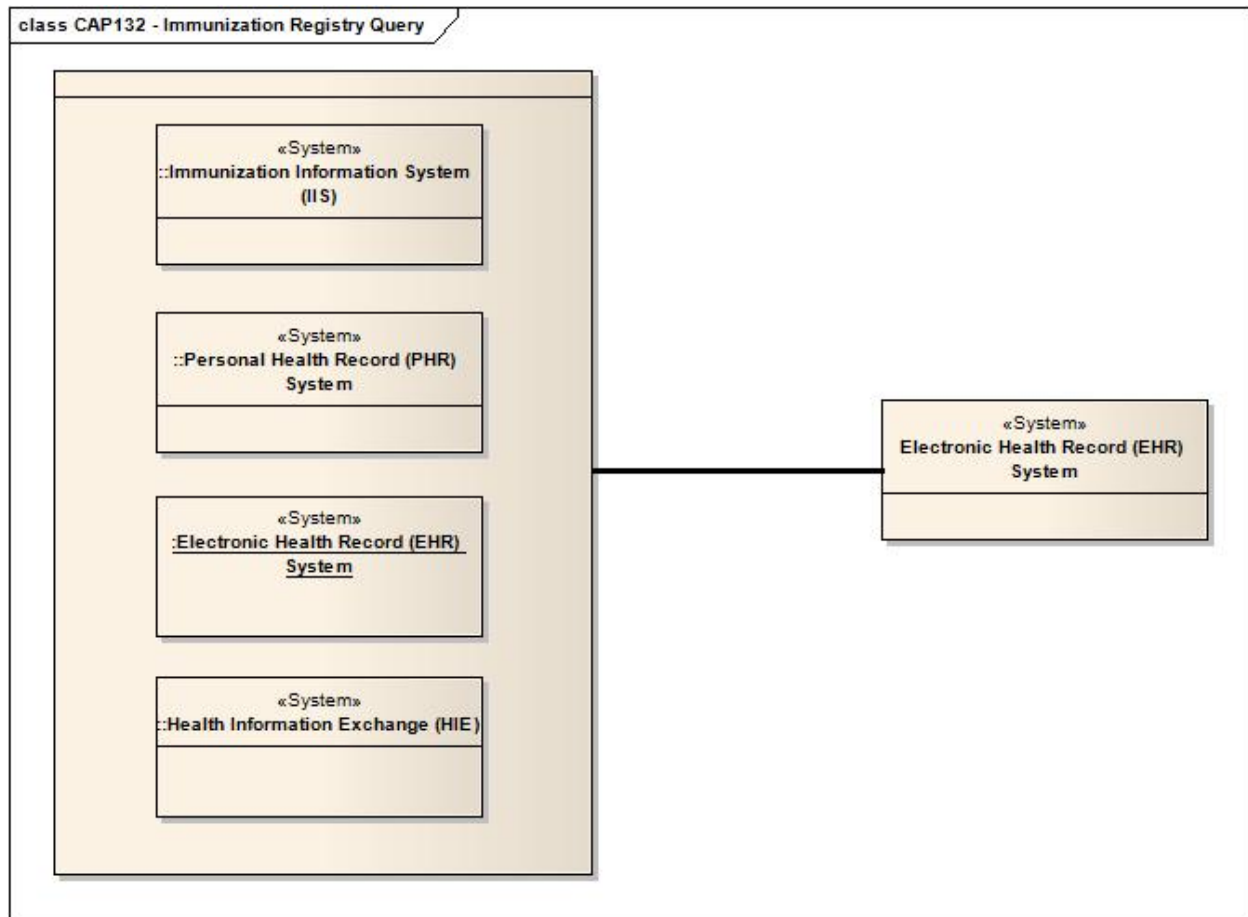 class CAP132 - Immunization Registry Query
«System»
::Immunization Information System
(IIS)
«System»
::Personal Health Record (PHR)
System
«System»
:Electronic Health Record (EHR)
System
«System»
::Health Information Exchange (HIE)
«System»
Electronic Health Record (EHR)
System